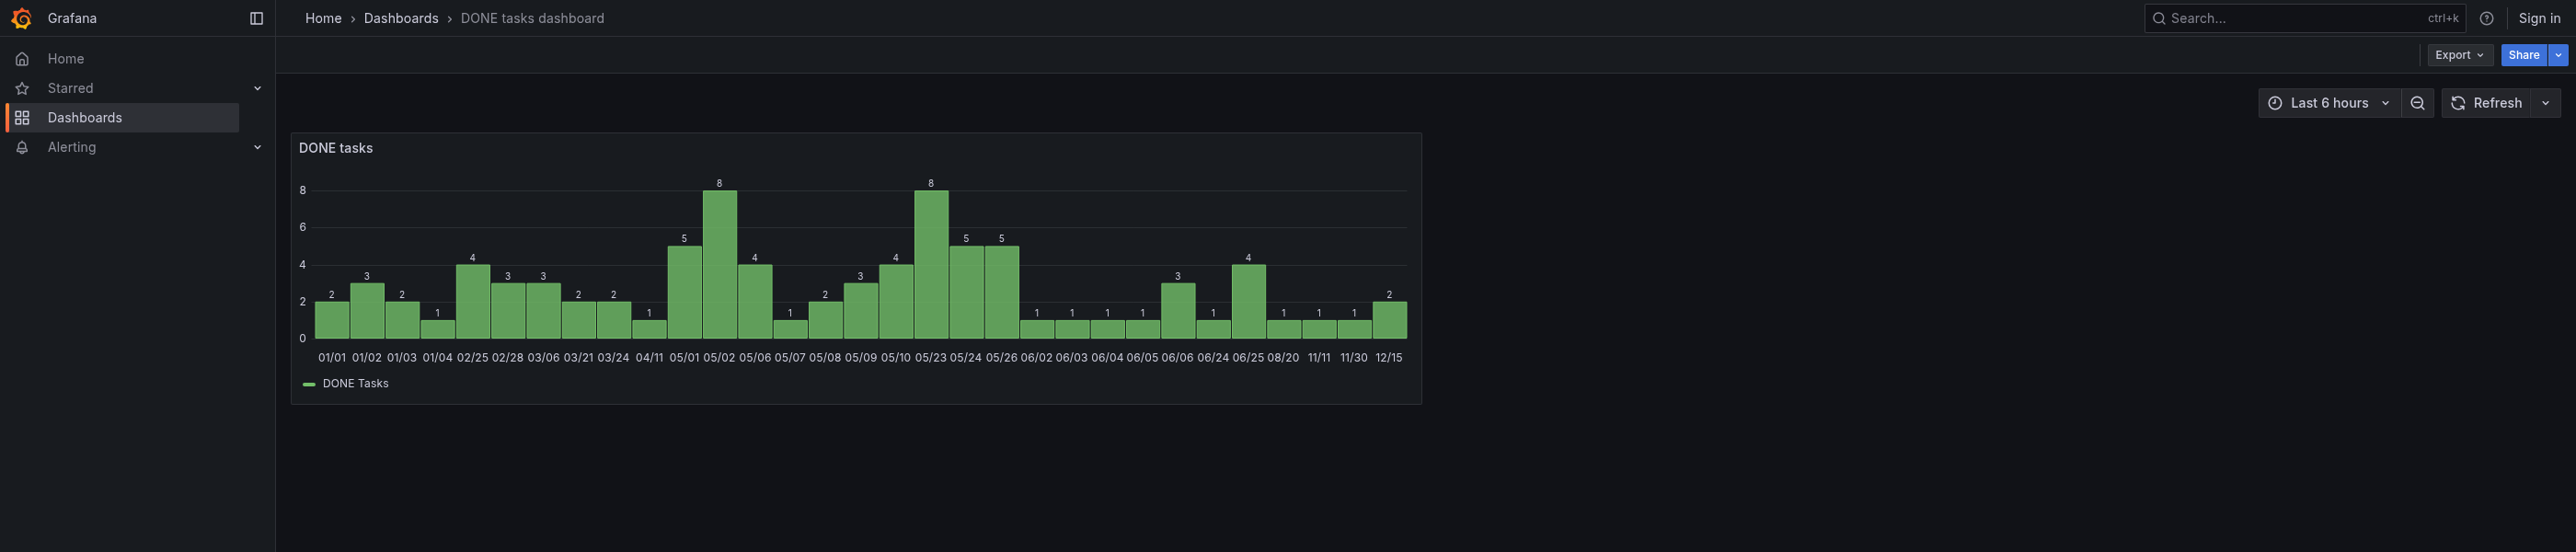 Grafana
Home › Dashboards › DONE tasks dashboard
Search... ctrl+k
Sign in
Home
Starred
Dashboards
Alerting
Export
Share
Last 6 hours
Refresh
DONE tasks
8
6
4
2
0
2 3 2 1 4 3 3 2 2 1 5 8 4 1 2 3 4 8 5 5 1 1 1 1 3 1 4 1 1 1 2
01/01 01/02 01/03 01/04 02/25 02/28 03/06 03/21 03/24 04/11 05/01 05/02 05/06 05/07 05/08 05/09 05/10 05/23 05/24 05/26 06/02 06/03 06/04 06/05 06/06 06/24 06/25 08/20 11/11 11/30 12/15
DONE Tasks